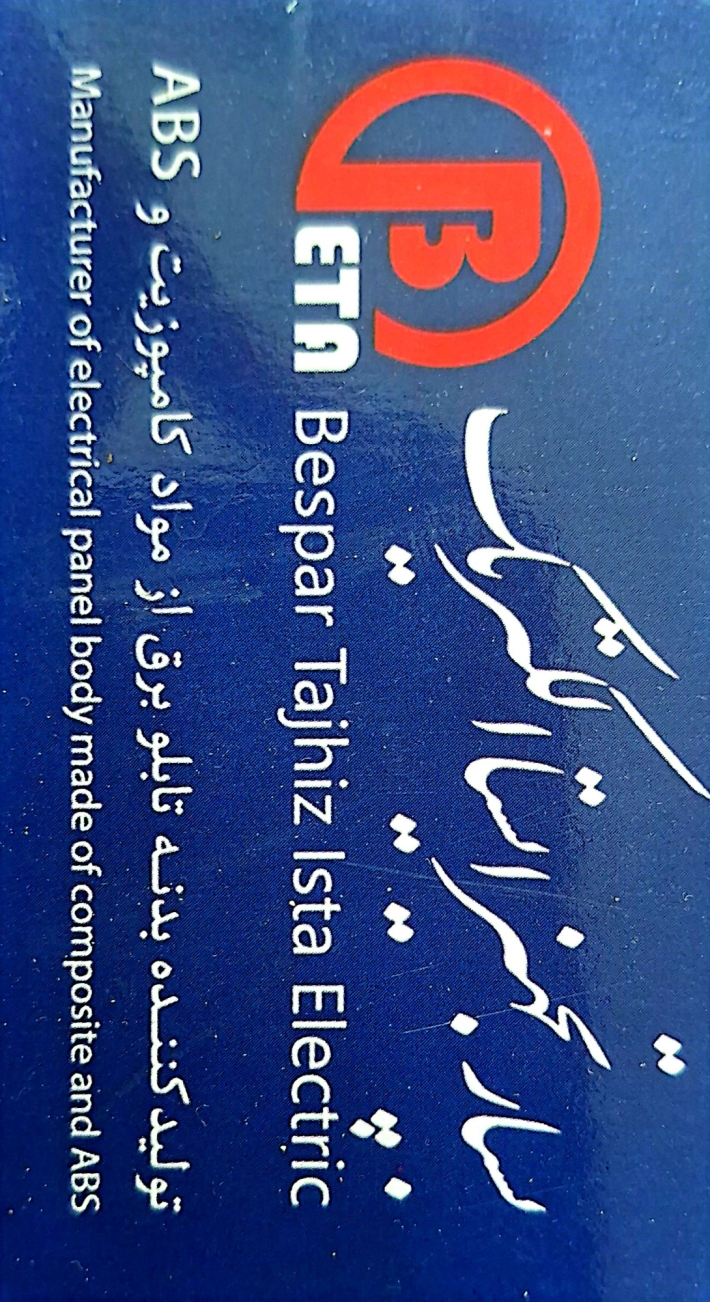 بسپار تجهیز ایستا الکتریک
BETA
Bespar Tajhiz Ista Electric
تولید کننده بدنه تابلو برق از مواد کامپوزیت و ABS
Manufacturer of electrical panel body made of composite and ABS